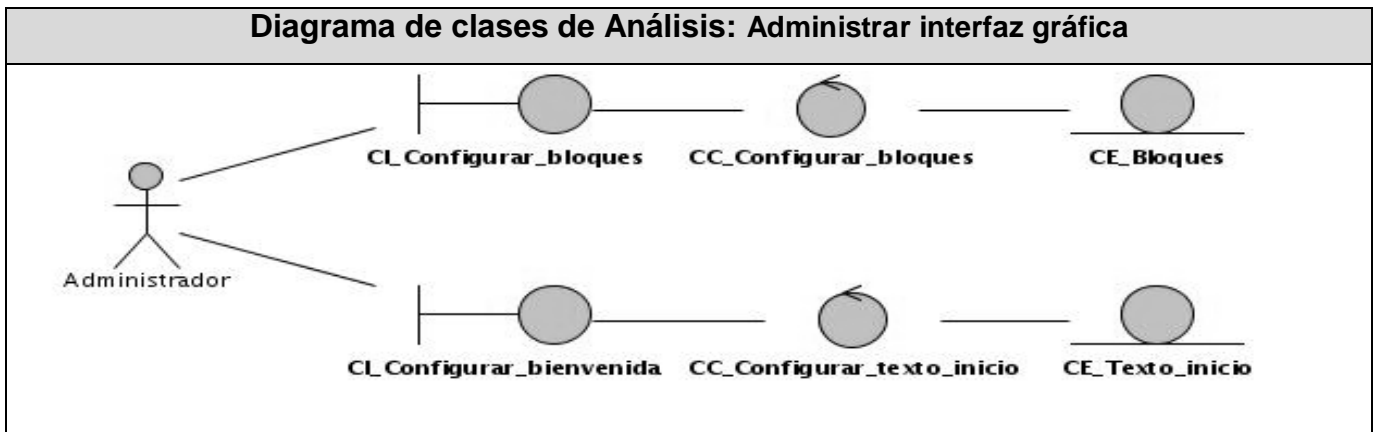 Diagrama de clases de Análisis: Administrar interfaz gráfica
CI_Configurar_bloques CC_Configurar_bloques CE_Bloques
Administrador
CI_Configurar_bienvenida CC_Configurar_texto_inicio CE_Texto_inicio